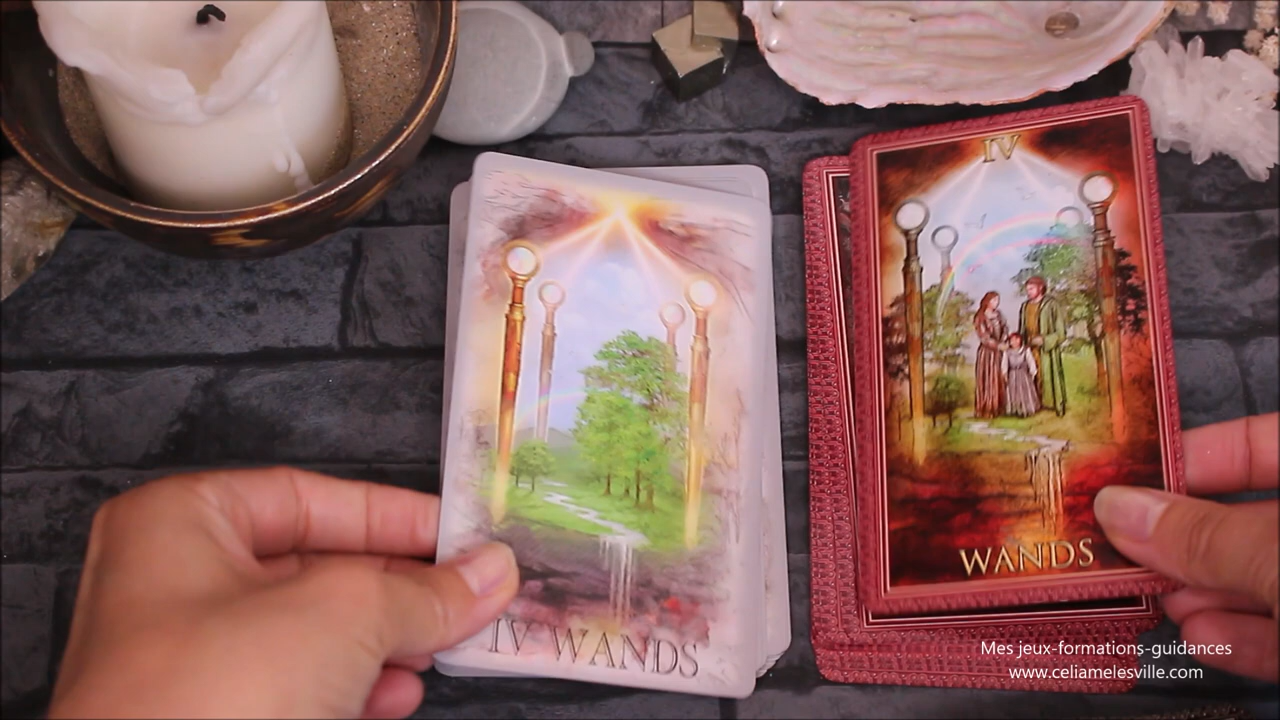 IV
WANDS
IV WANDS
Mes jeux-formations-guidances
www.celiamelesville.com